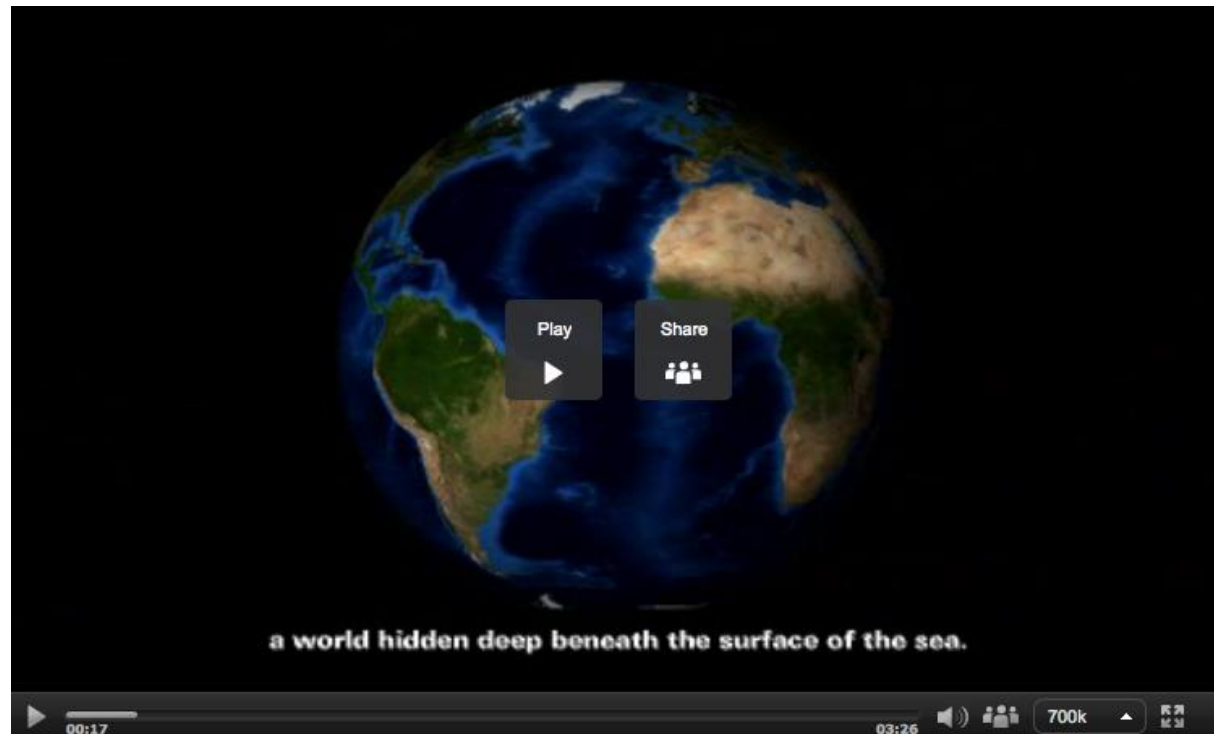 Play Share
a world hidden deep beneath the surface of the sea.
00:17 03:26 700k